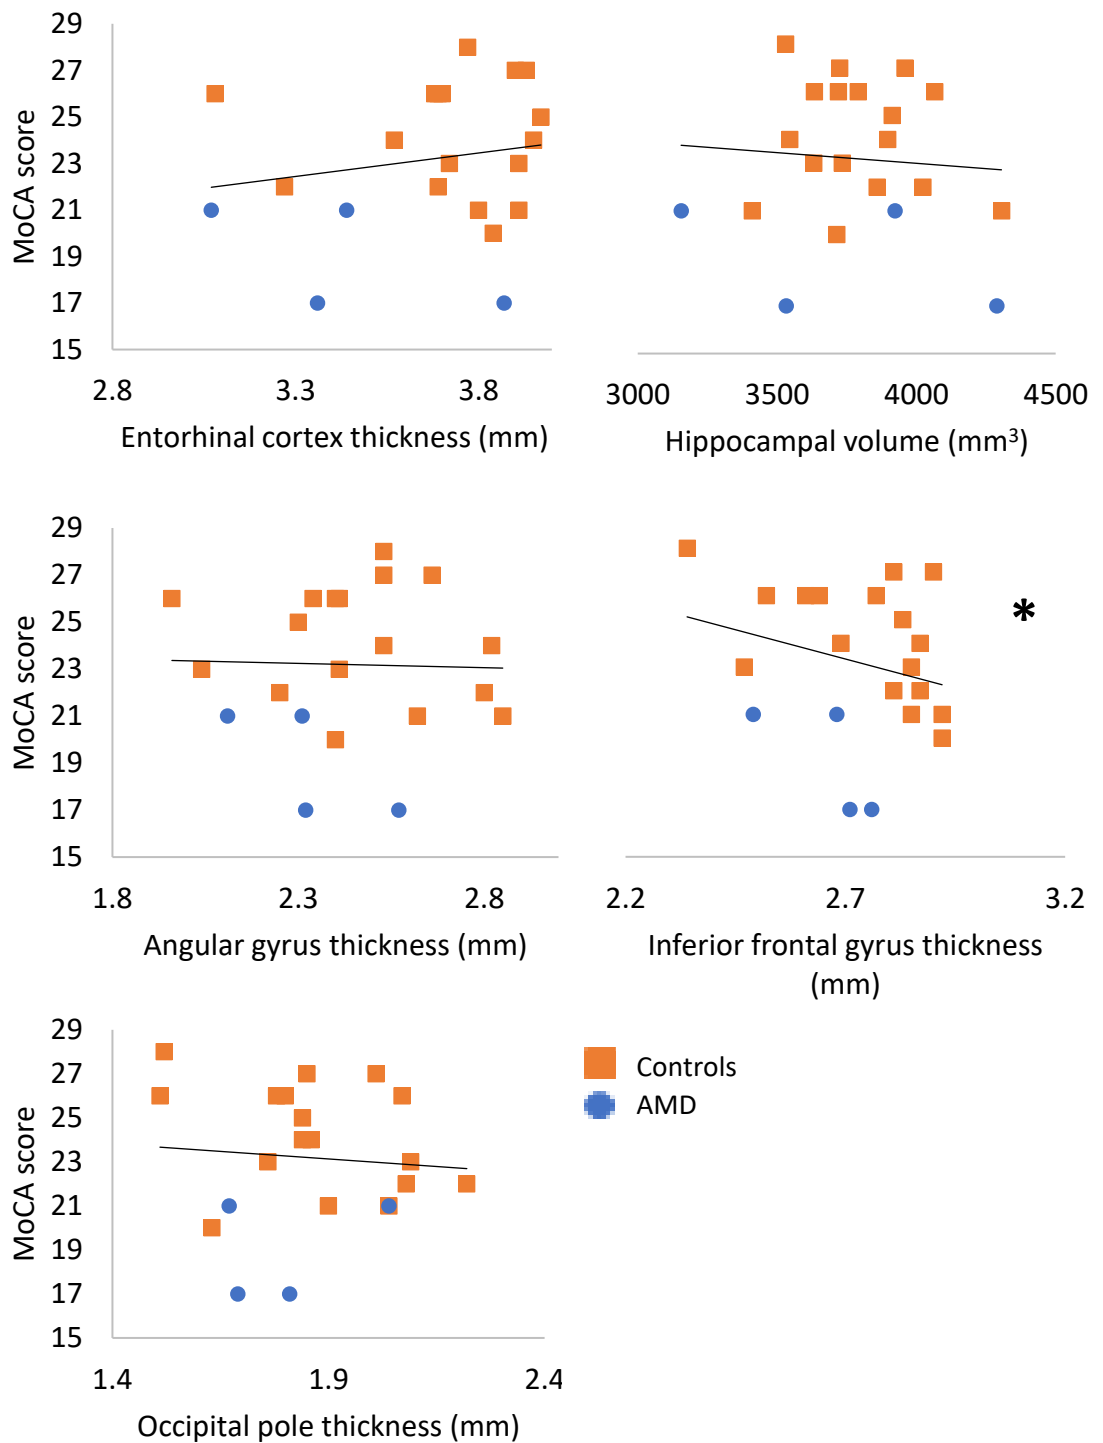 29
27
25
23
21
19
17
15
MoCA score
2.8 3.3 3.8
Entorhinal cortex thickness (mm)
3000 3500 4000 4500
Hippocampal volume (mm³)
29
27
25
23
21
19
17
15
MoCA score
1.8 2.3 2.8
Angular gyrus thickness (mm)
*
2.2 2.7 3.2
Inferior frontal gyrus thickness
(mm)
29
27
25
23
21
19
17
15
MoCA score
1.4 1.9 2.4
Occipital pole thickness (mm)
Controls
AMD